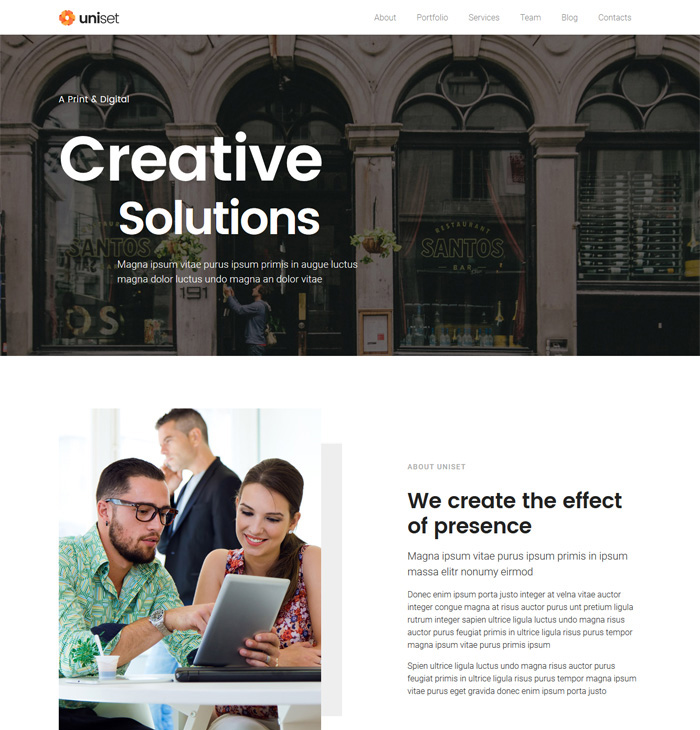 uniset
About Portfolio Services Team Blog Contacts
A Print & Digital
Creative
Solutions
Magna ipsum vitae purus ipsum primis in augue luctus
magna dolor luctus undo magna an dolor vitae
SANTOS
191
OS
RESTAURANT
SANTOS
BAR
ABOUT UNISET
We create the effect
of presence
Magna ipsum vitae purus ipsum primis in ipsum
massa elitr nonumy eirmod
Donec enim ipsum porta justo integer at velna vitae auctor
integer congue magna at risus auctor purus unt pretium ligula
rutrum integer sapien ultrice ligula luctus undo magna risus
auctor purus feugiat primis in ultrice ligula risus purus tempor
magna ipsum vitae purus primis ipsum
Spien ultrice ligula luctus undo magna risus auctor purus
feugiat primis in ultrice ligula risus purus tempor magna ipsum
vitae purus eget gravida donec enim ipsum porta justo